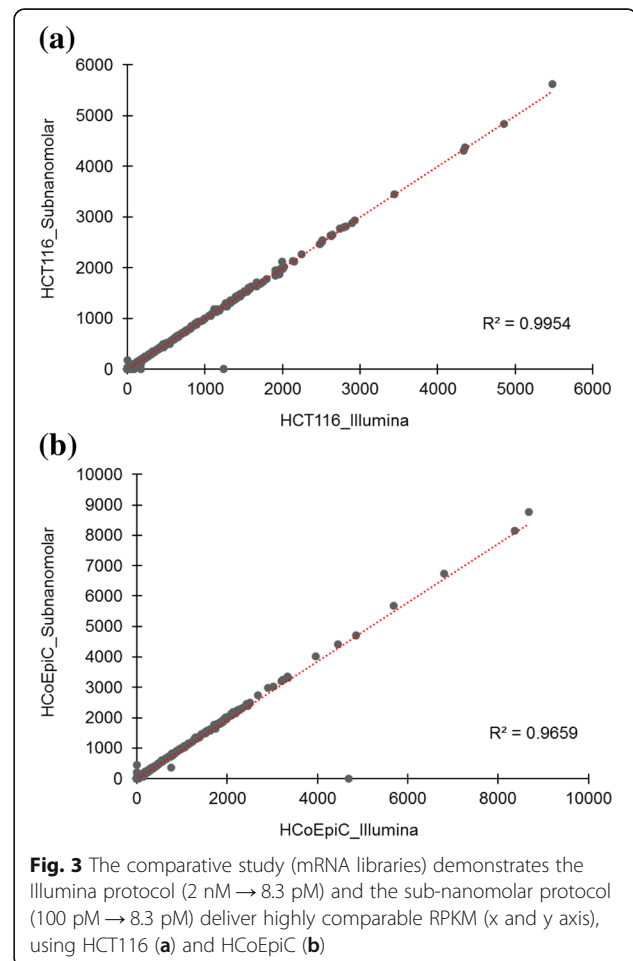 (a)
6000
5000
4000
3000
2000
1000
0
HCT116_Subnanomolar
R² = 0.9954
0 1000 2000 3000 4000 5000 6000
HCT116_Illumina
(b)
10000
9000
8000
7000
6000
5000
4000
3000
2000
1000
0
HCoEpiC_Subnanomolar
R² = 0.9659
0 2000 4000 6000 8000 10000
HCoEpiC_Illumina
Fig. 3 The comparative study (mRNA libraries) demonstrates the
Illumina protocol (2 nM → 8.3 pM) and the sub-nanomolar protocol
(100 pM → 8.3 pM) deliver highly comparable RPKM (x and y axis),
using HCT116 (a) and HCoEpiC (b)